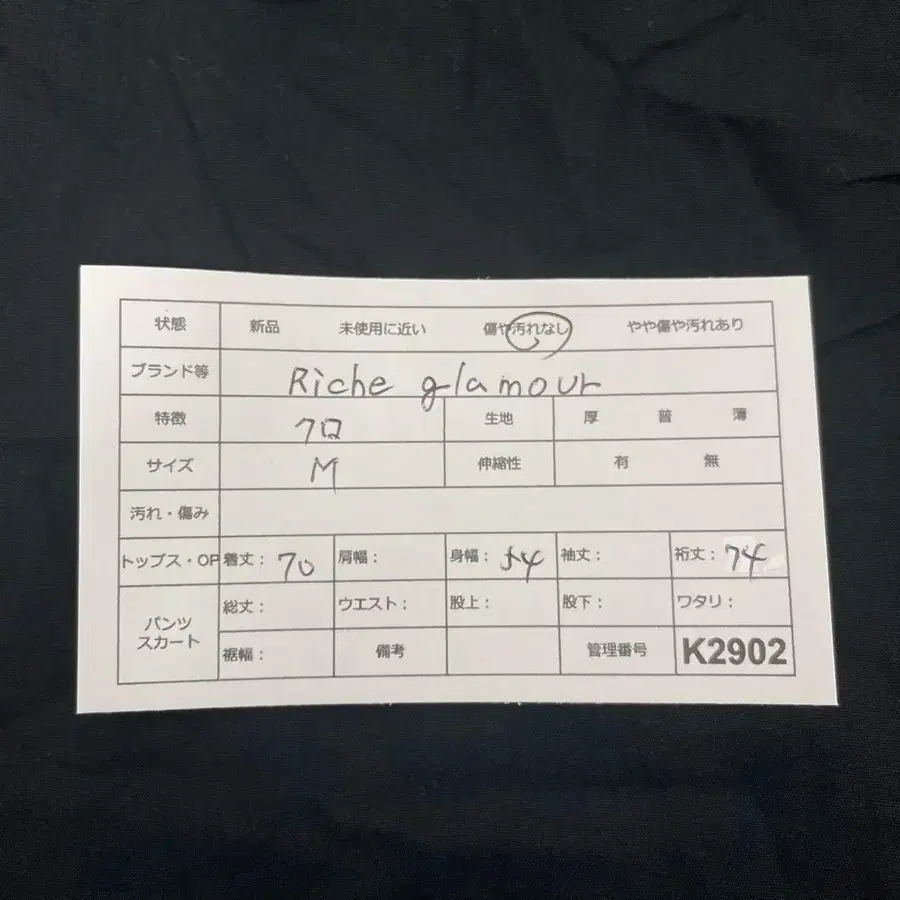 状態 新品 未使用に近い 傷や汚れなし やや傷や汚れあり
ブランド等 Riche glamour
特徴 クロ 生地 厚 普 薄
サイズ M 伸縮性 有 無
汚れ・傷み
トップス・OP 着丈: 70 肩幅: 身幅: 54 袖丈: 裄丈: 74
パンツ スカート 総丈: ウエスト: 股上: 股下: ワタリ:
裾幅: 備考 管理番号 K2902